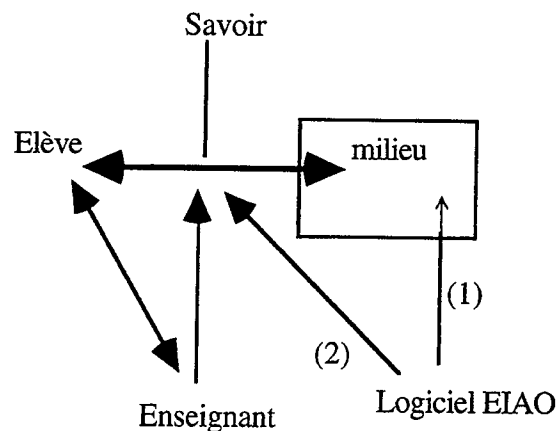 Savoir
Elève
milieu
(1)
(2)
Enseignant
Logiciel EIAO